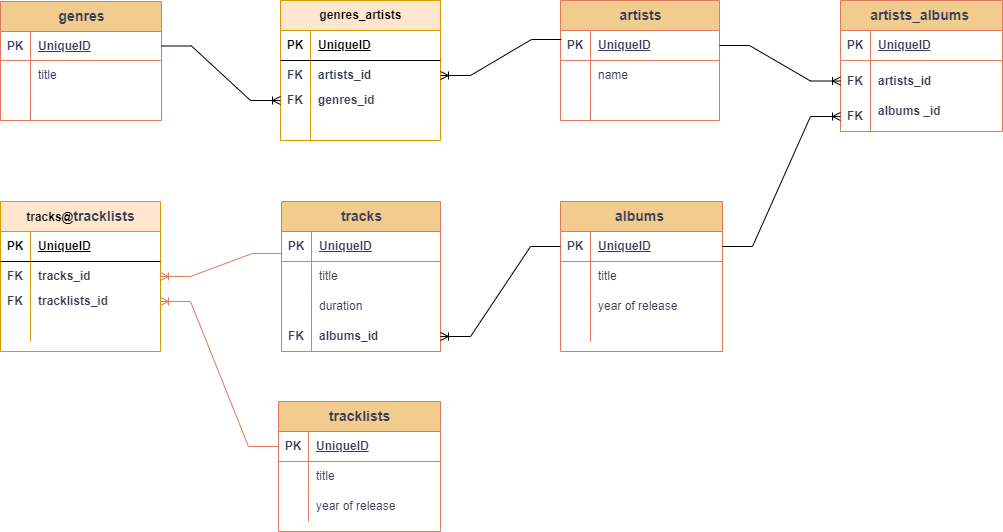 genres
PK UniqueID
title
genres_artists
PK UniqueID
FK artists_id
FK genres_id
artists
PK UniqueID
name
artists_albums
PK UniqueID
FK artists_id
FK albums _id
tracks@tracklists
PK UniqueID
FK tracks_id
FK tracklists_id
tracks
PK UniqueID
title
duration
FK albums_id
albums
PK UniqueID
title
year of release
tracklists
PK UniqueID
title
year of release